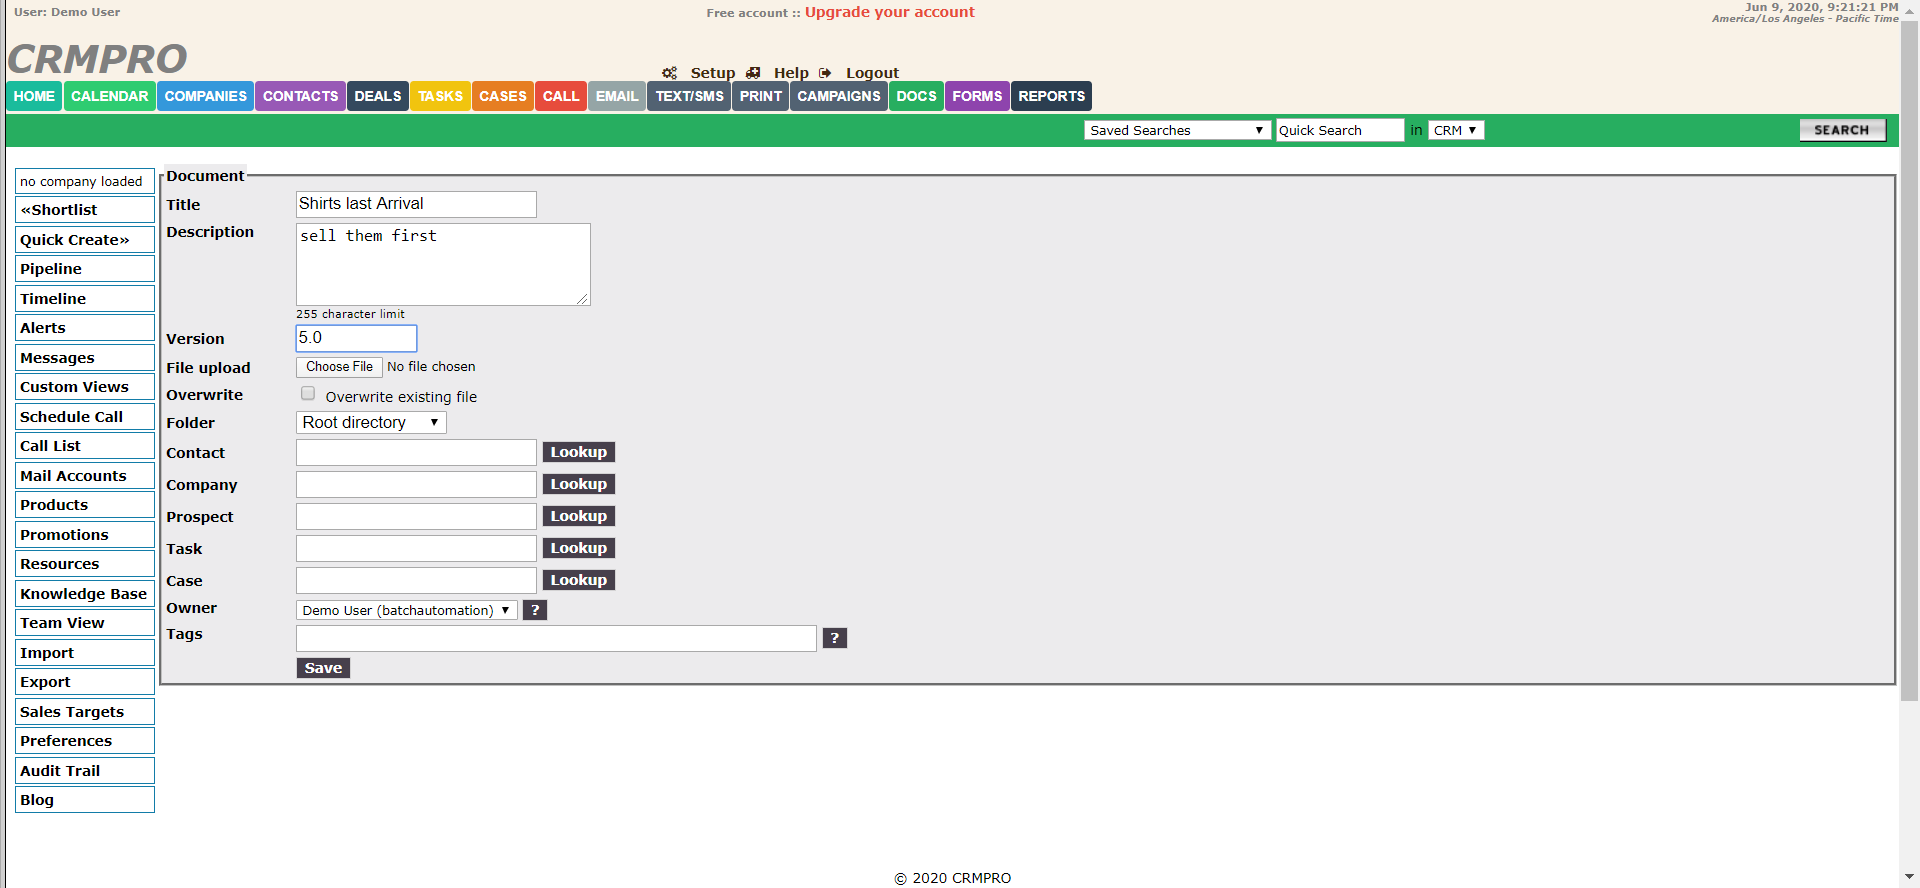 User: Demo User
Free account :: Upgrade your account
Jun 9, 2020, 9:21:21 PM
America/Los Angeles - Pacific Time
CRMPRO
Setup Help Logout
HOME CALENDAR COMPANIES CONTACTS DEALS TASKS CASES CALL EMAIL TEXT/SMS PRINT CAMPAIGNS DOCS FORMS REPORTS
Saved Searches ▼ Quick Search in CRM ▼ SEARCH
no company loaded
«Shortlist
Quick Create»
Pipeline
Timeline
Alerts
Messages
Custom Views
Schedule Call
Call List
Mail Accounts
Products
Promotions
Resources
Knowledge Base
Team View
Import
Export
Sales Targets
Preferences
Audit Trail
Blog
Document
Title Shirts last Arrival
Description sell them first
255 character limit
Version 5.0
File upload Choose File No file chosen
Overwrite Overwrite existing file
Folder Root directory ▼
Contact Lookup
Company Lookup
Prospect Lookup
Task Lookup
Case Lookup
Owner Demo User (batchautomation) ▼ ?
Tags ?
Save
© 2020 CRMPRO